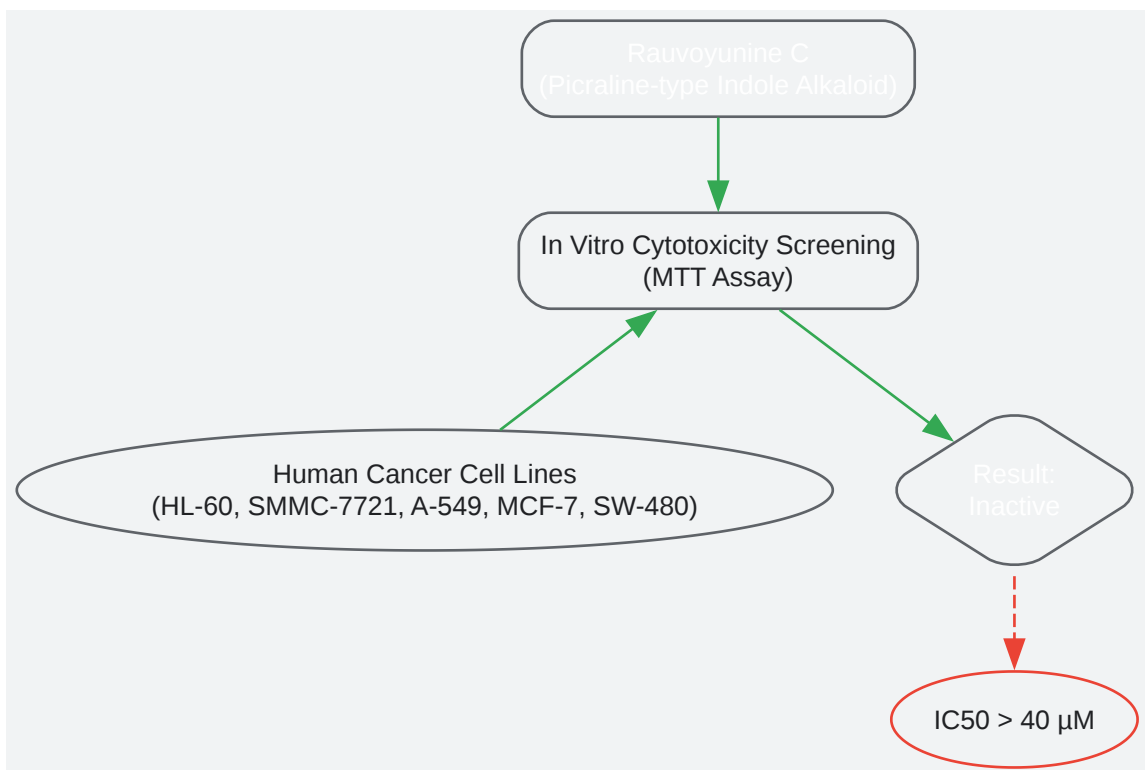 Rauvoyunine C
(Picraline-type Indole Alkaloid)
In Vitro Cytotoxicity Screening
(MTT Assay)
Human Cancer Cell Lines
(HL-60, SMMC-7721, A-549, MCF-7, SW-480)
Result:
Inactive
IC50 > 40 µM